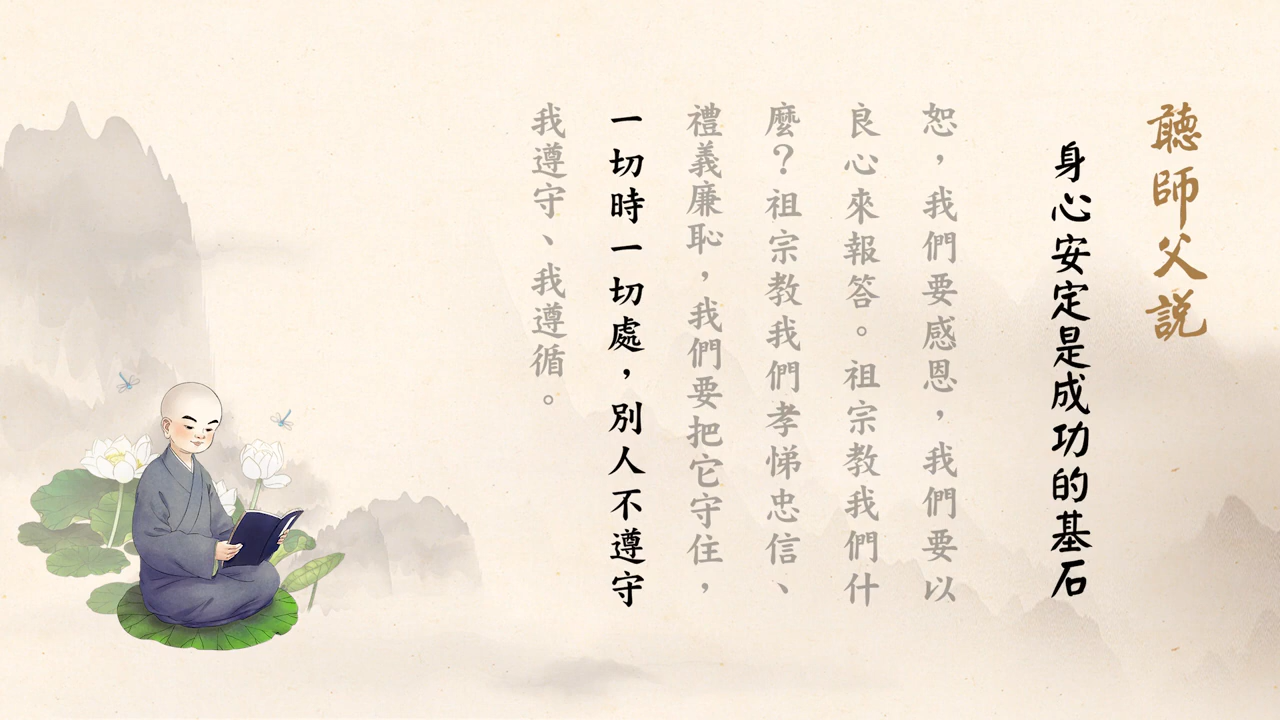 聽師父説
身心安定是成功的基石
恕，我們要感恩，我們要以
良心來報答。祖宗教我們什
麼？祖宗教我們孝悌忠信、
禮義廉恥，我們要把它守住，
一切時一切處，別人不遵守
我遵守、我遵循。